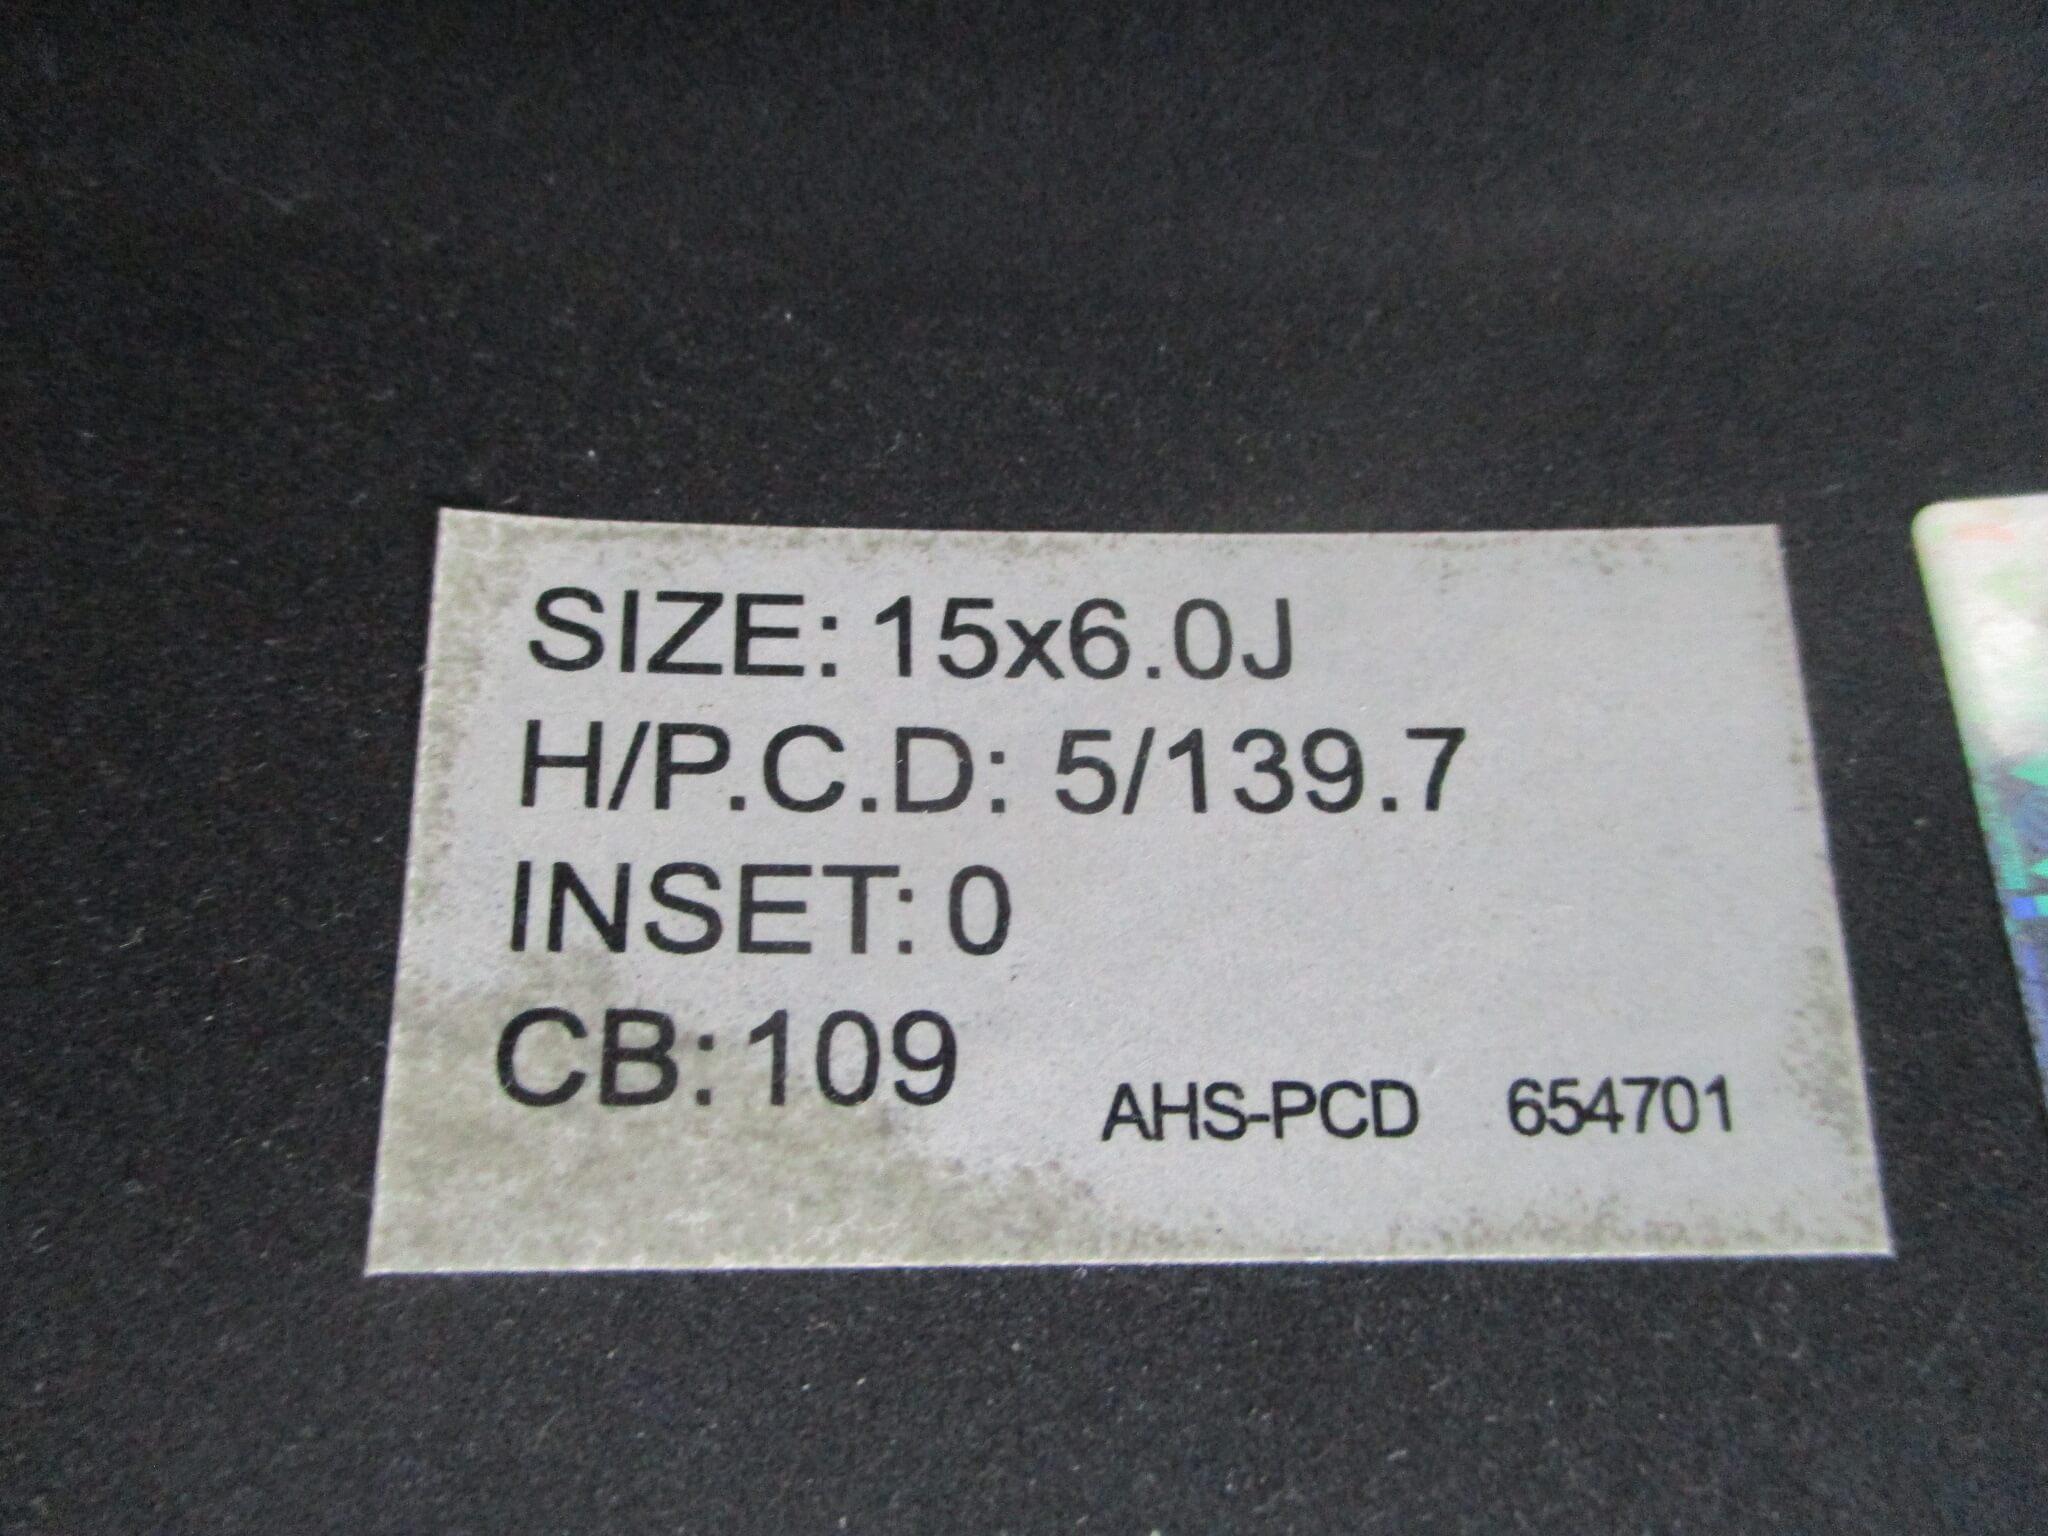 SIZE: 15x6.0J
H/P.C.D: 5/139.7
INSET: 0
CB: 109
AHS-PCD 654701